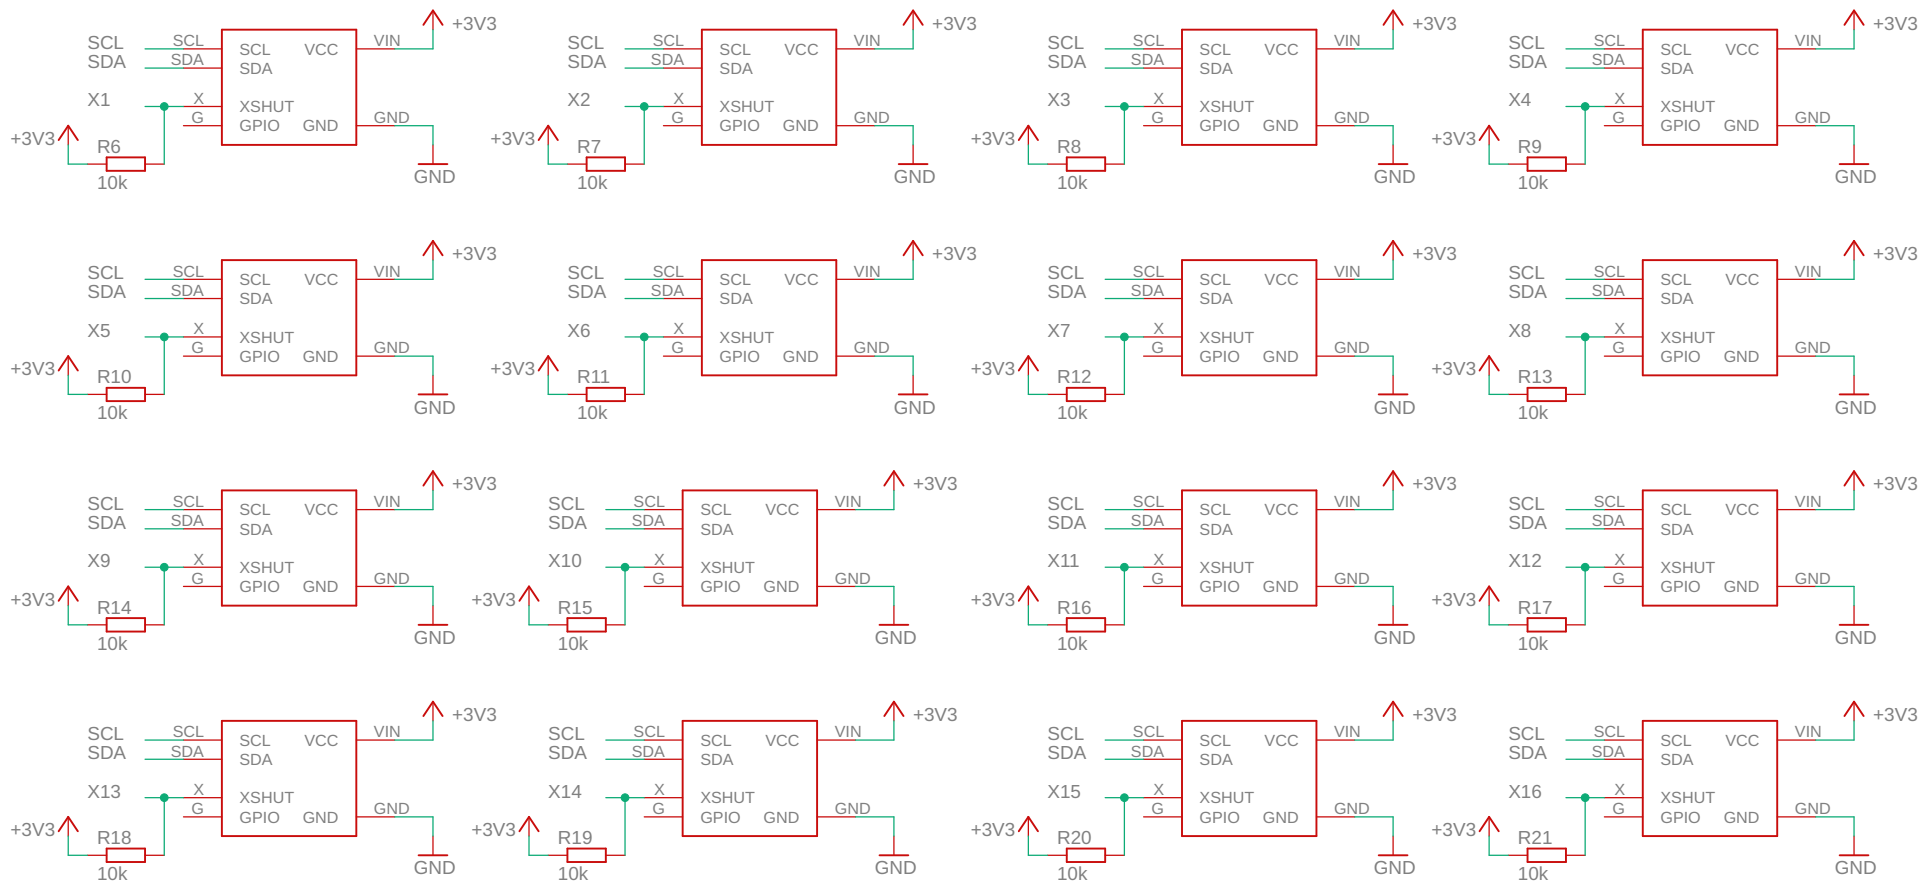 +3V3 +3V3 +3V3 +3V3
SCL SCL SCL VCC VIN SCL SCL SCL VCC VIN SCL SCL SCL VCC VIN SCL SCL SCL VCC VIN
SDA SDA SDA SDA SDA SDA SDA SDA SDA SDA SDA SDA
X1 X XSHUT X2 X XSHUT X3 X XSHUT X4 X XSHUT
G GPIO GND GND G GPIO GND GND G GPIO GND GND G GPIO GND GND
+3V3 R6 +3V3 R7 +3V3 R8 +3V3 R9
10k GND 10k GND 10k GND 10k GND
+3V3 +3V3 +3V3 +3V3
SCL SCL SCL VCC VIN SCL SCL SCL VCC VIN SCL SCL SCL VCC VIN SCL SCL SCL VCC VIN
SDA SDA SDA SDA SDA SDA SDA SDA SDA SDA SDA SDA
X5 X XSHUT X6 X XSHUT X7 X XSHUT X8 X XSHUT
G GPIO GND GND G GPIO GND GND G GPIO GND GND G GPIO GND GND
+3V3 R10 +3V3 R11 +3V3 R12 +3V3 R13
10k GND 10k GND 10k GND 10k GND
+3V3 +3V3 +3V3 +3V3
SCL SCL SCL VCC VIN SCL SCL SCL VCC VIN SCL SCL SCL VCC VIN SCL SCL SCL VCC VIN
SDA SDA SDA SDA SDA SDA SDA SDA SDA SDA SDA SDA
X9 X XSHUT X10 X XSHUT X11 X XSHUT X12 X XSHUT
G GPIO GND GND G GPIO GND GND G GPIO GND GND G GPIO GND GND
+3V3 R14 +3V3 R15 +3V3 R16 +3V3 R17
10k GND 10k GND 10k GND 10k GND
+3V3 +3V3 +3V3 +3V3
SCL SCL SCL VCC VIN SCL SCL SCL VCC VIN SCL SCL SCL VCC VIN SCL SCL SCL VCC VIN
SDA SDA SDA SDA SDA SDA SDA SDA SDA SDA SDA SDA
X13 X XSHUT X14 X XSHUT X15 X XSHUT X16 X XSHUT
G GPIO GND GND G GPIO GND GND G GPIO GND GND G GPIO GND GND
+3V3 R18 +3V3 R19 +3V3 R20 +3V3 R21
10k GND 10k GND 10k GND 10k GND